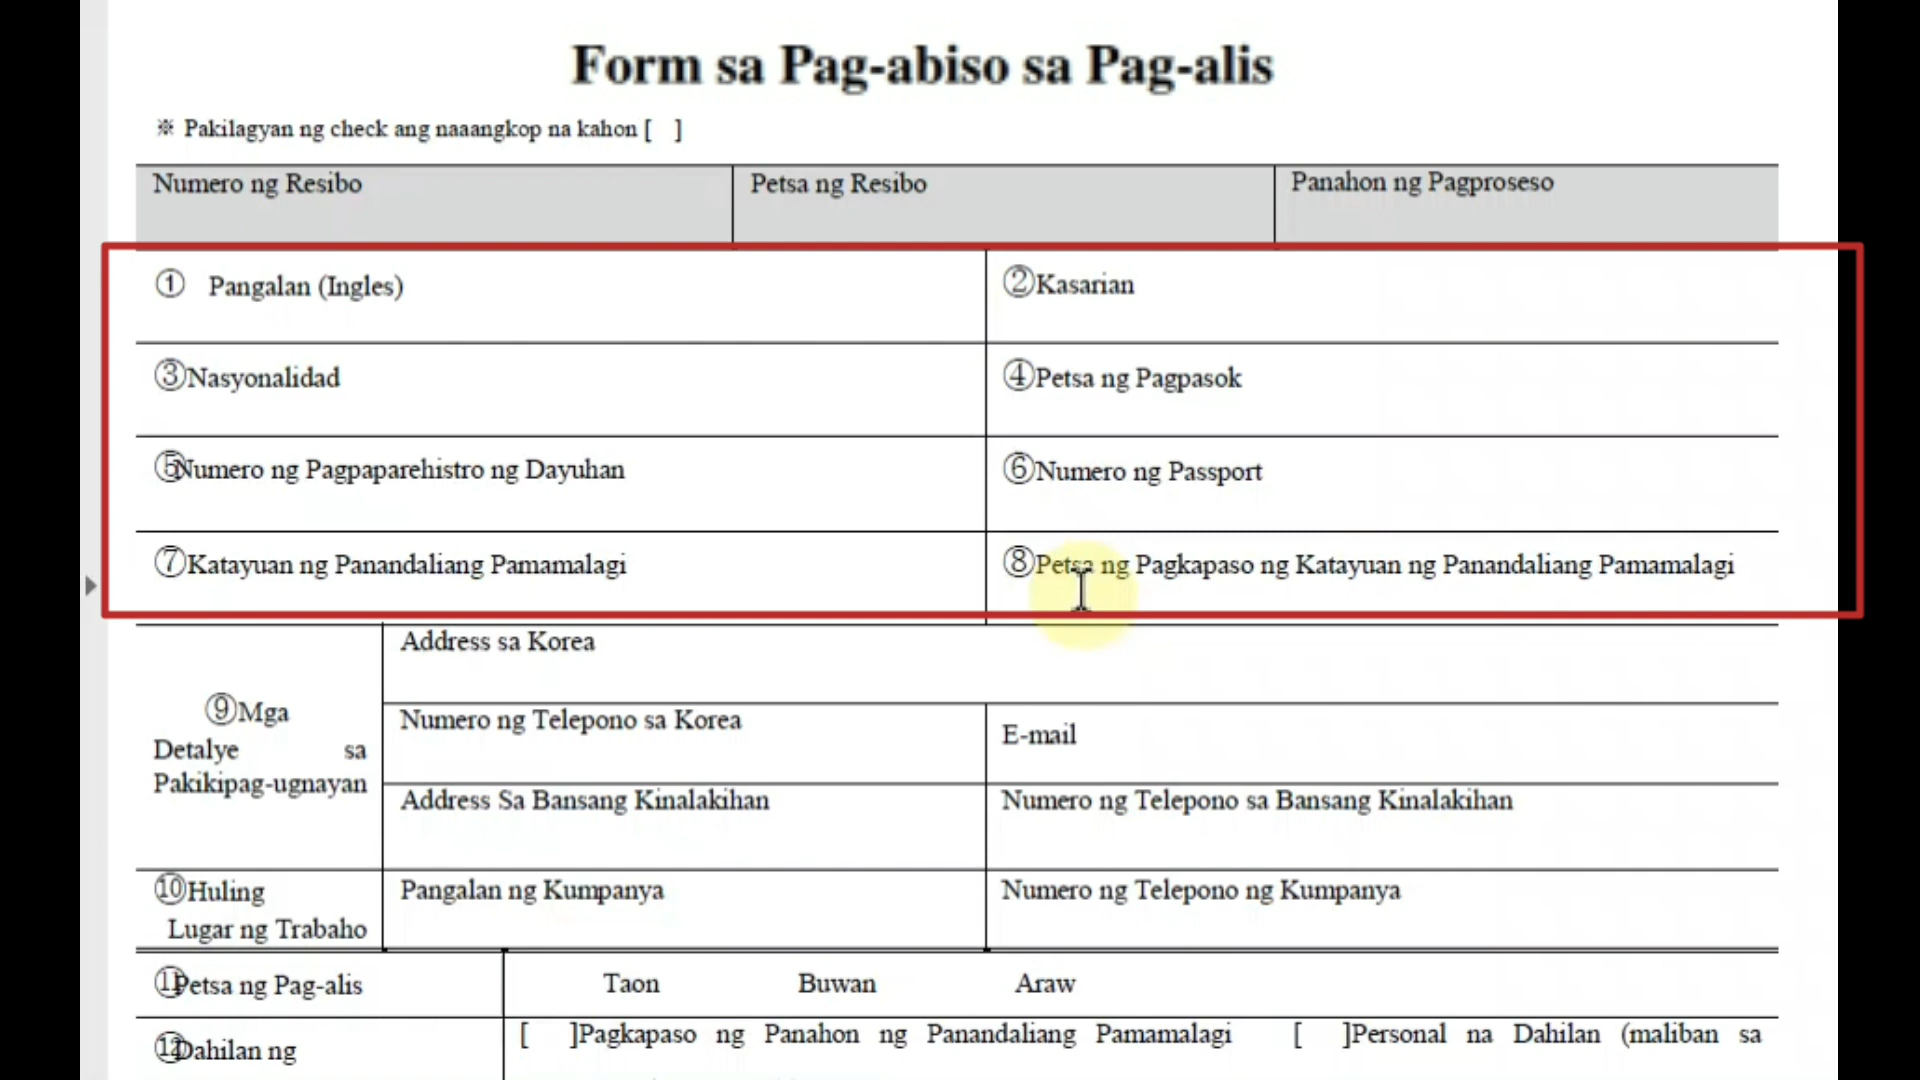 Form sa Pag-abiso sa Pag-alis
※ Pakilagyan ng check ang naaangkop na kahon [ ]
Numero ng Resibo
Petsa ng Resibo
Panahon ng Pagproseso
① Pangalan (Ingles)
②Kasarian
③Nasyonalidad
④Petsa ng Pagpasok
⑤Numero ng Pagpaparehistro ng Dayuhan
⑥Numero ng Passport
⑦Katayuan ng Panandaliang Pamamalagi
⑧Petsa ng Pagkapaso ng Katayuan ng Panandaliang Pamamalagi
⑨Mga
Detalye sa
Pakikipag-ugnayan
Address sa Korea
Numero ng Telepono sa Korea
E-mail
Address Sa Bansang Kinalakihan
Numero ng Telepono sa Bansang Kinalakihan
⑩Huling
Lugar ng Trabaho
Pangalan ng Kumpanya
Numero ng Telepono ng Kumpanya
⑪Petsa ng Pag-alis
Taon Buwan Araw
⑫Dahilan ng
[ ]Pagkapaso ng Panahon ng Panandaliang Pamamalagi [ ]Personal na Dahilan (maliban sa